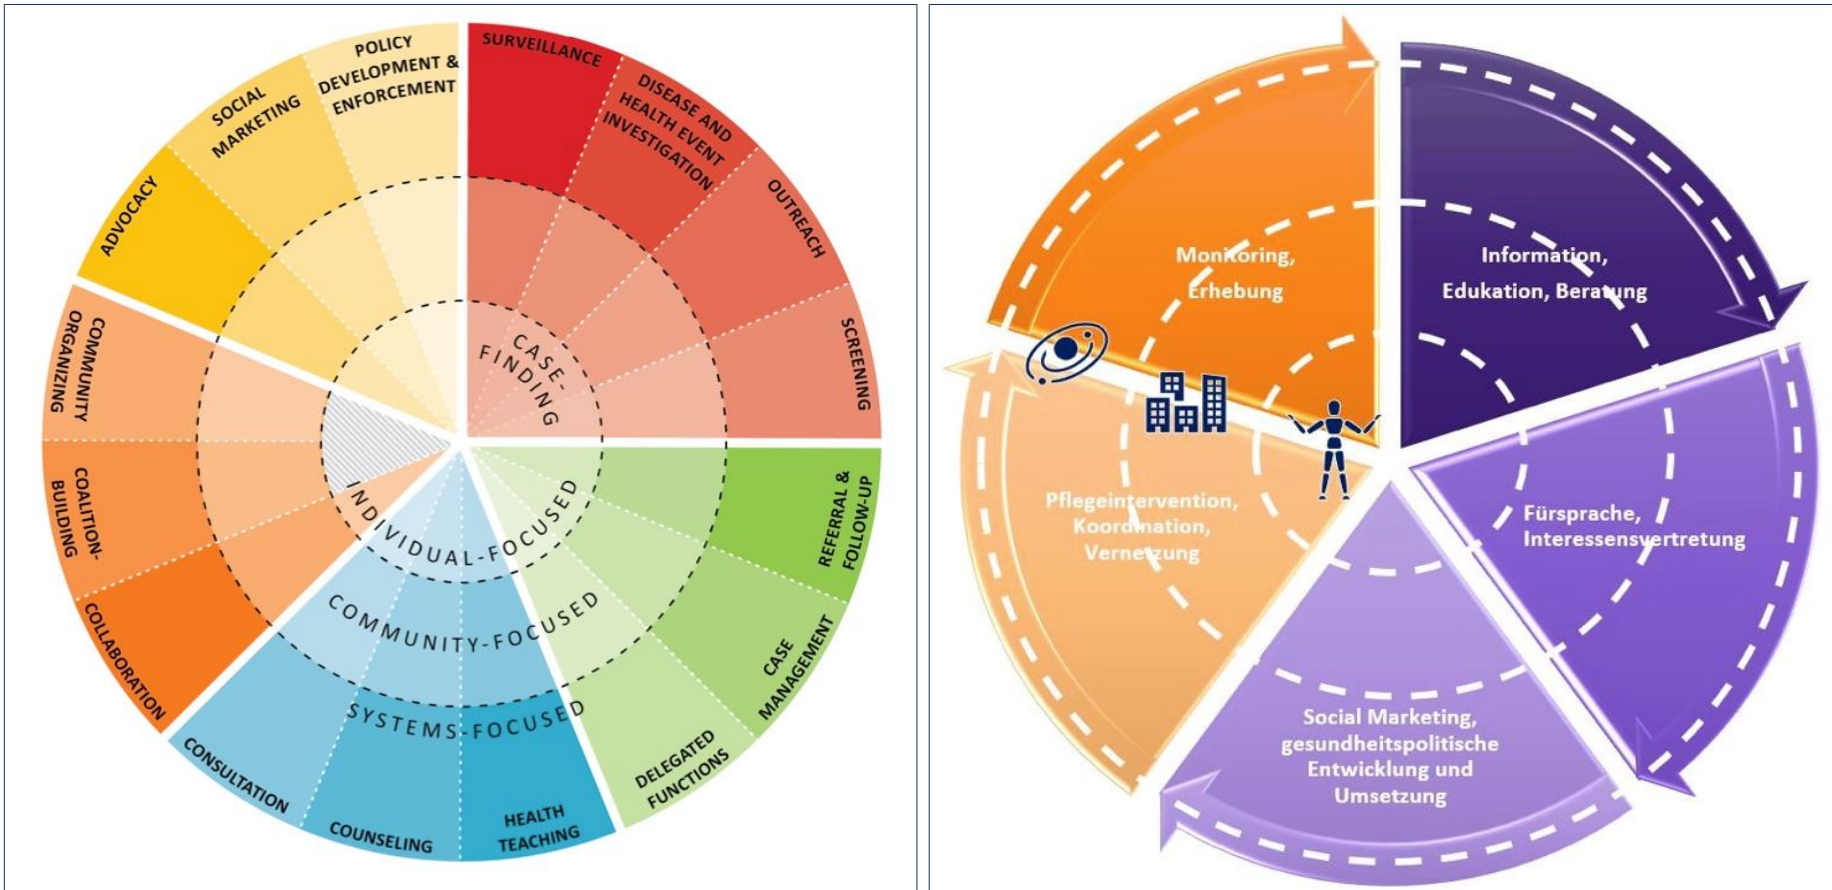 POLICY
DEVELOPMENT &
ENFORCEMENT
SURVEILLANCE
DISEASE AND
HEALTH EVENT
INVESTIGATION
OUTREACH
SCREENING
REFERRAL &
FOLLOW-UP
CASE
MANAGEMENT
DELEGATED
FUNCTIONS
HEALTH
TEACHING
COUNSELING
CONSULTATION
COLLABORATION
COALITION-
BUILDING
COMMUNITY
ORGANIZING
ADVOCACY
SOCIAL
MARKETING
CASE-
FINDING
INDIVIDUAL-FOCUSED
COMMUNITY-FOCUSED
SYSTEMS-FOCUSED
Monitoring,
Erhebung
Information,
Edukation, Beratung
Fürsprache,
Interessensvertretung
Social Marketing,
gesundheitspolitische
Entwicklung und
Umsetzung
Pflegeintervention,
Koordination,
Vernetzung